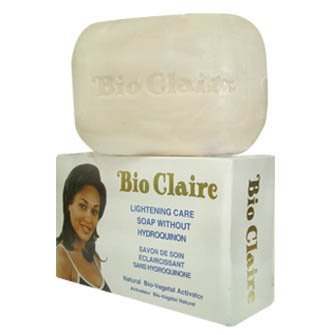 Bio Claire
Bio Claire
LIGHTENING CARE
SOAP WITHOUT
HYDROQUINON
SAVON DE SOIN
ECLAIRCISSANT
SANS HYDROQUINONE
Natural Bio-Vegetal Activator
Activateur Bio-Végétal Naturel
Bio Claire